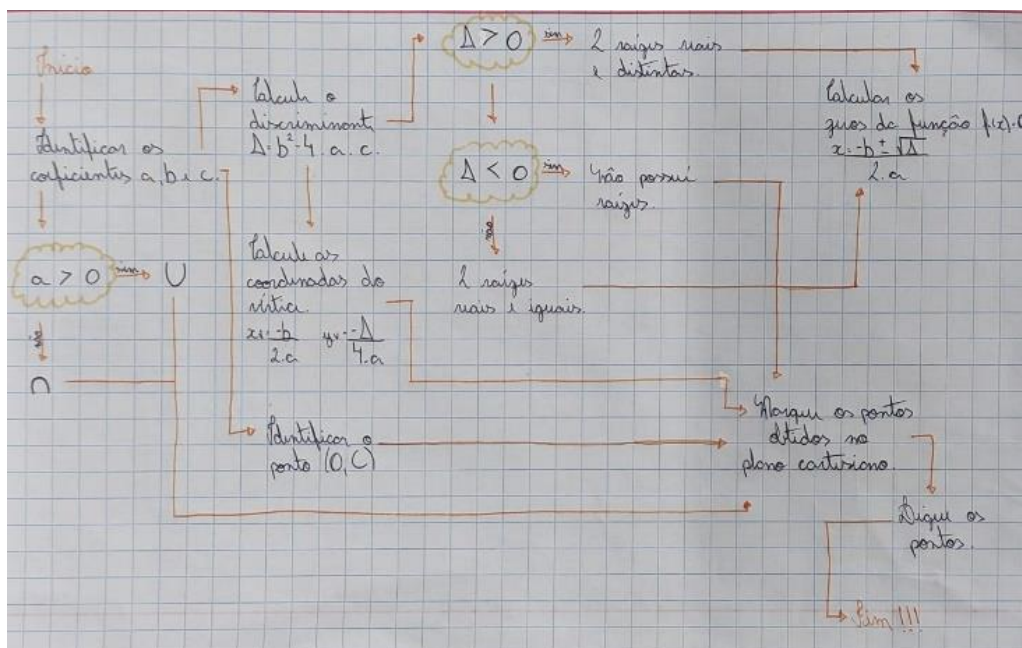 Início
Identificar os
coeficientes a, b e c.
a > 0
sim
∪
não
∩
Calcule o
discriminante
Δ = b² - 4 . a . c .
Calcule as
coordenadas do
vértice.
xv = -b / 2.a yv = -Δ / 4.a
Identificar o
ponto (0, C)
Δ > 0
sim
2 raízes reais
e distintas.
Δ < 0
sim
Não possui
raízes.
não
2 raízes
reais e iguais.
Calcular os
zeros da função f(x)=0
x = -b ± √Δ / 2.a
Marque os pontos
obtidos no
plano cartesiano.
Ligue os
pontos.
Fim !!!